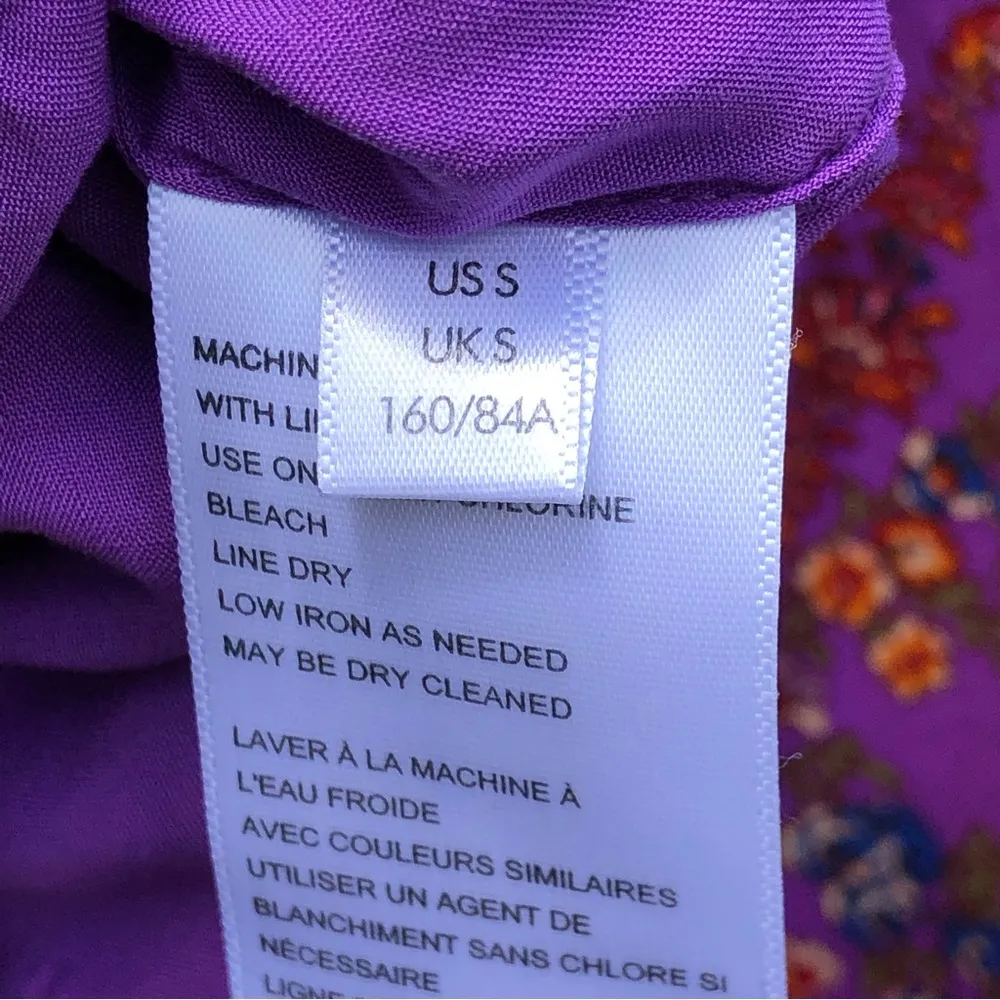 US S
UK S
160/84A
MACHIN
WITH LI
USE ON
CHLORINE
BLEACH
LINE DRY
LOW IRON AS NEEDED
MAY BE DRY CLEANED
LAVER À LA MACHINE À
L'EAU FROIDE
AVEC COULEURS SIMILAIRES
UTILISER UN AGENT DE
BLANCHIMENT SANS CHLORE SI
NÉCESSAIRE
LIGNE